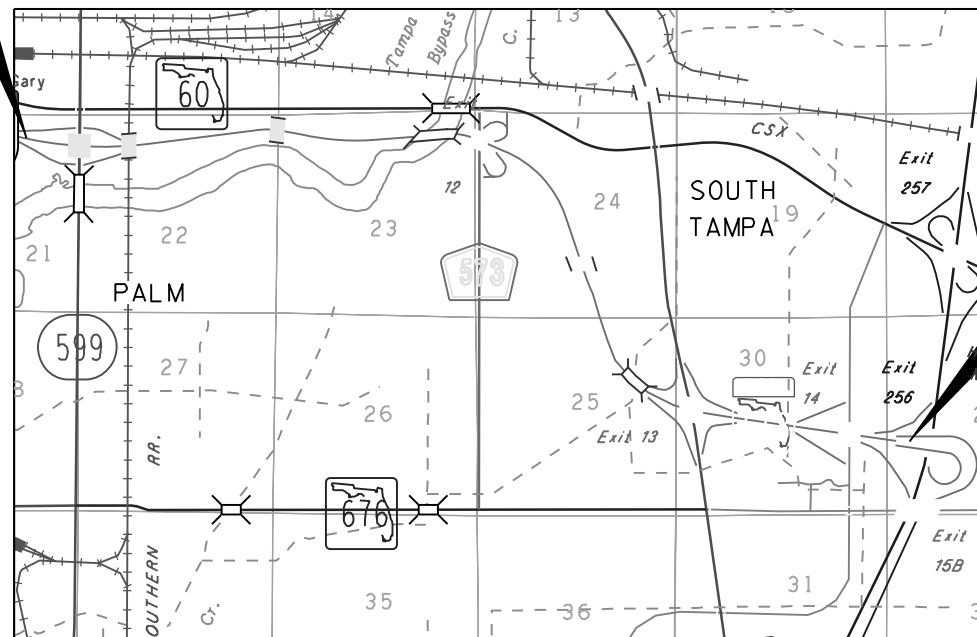 14
13
Tampa
Bypass
C.
Gary
60
Exit
CSX
Exit
257
12
SOUTH
TAMPA
24
19
23
22
21
573
PALM
599
27
30
Exit
14
Exit
256
26
25
Exit 13
RR.
676
Exit
15B
OUTHERN
Cr.
35
36
31